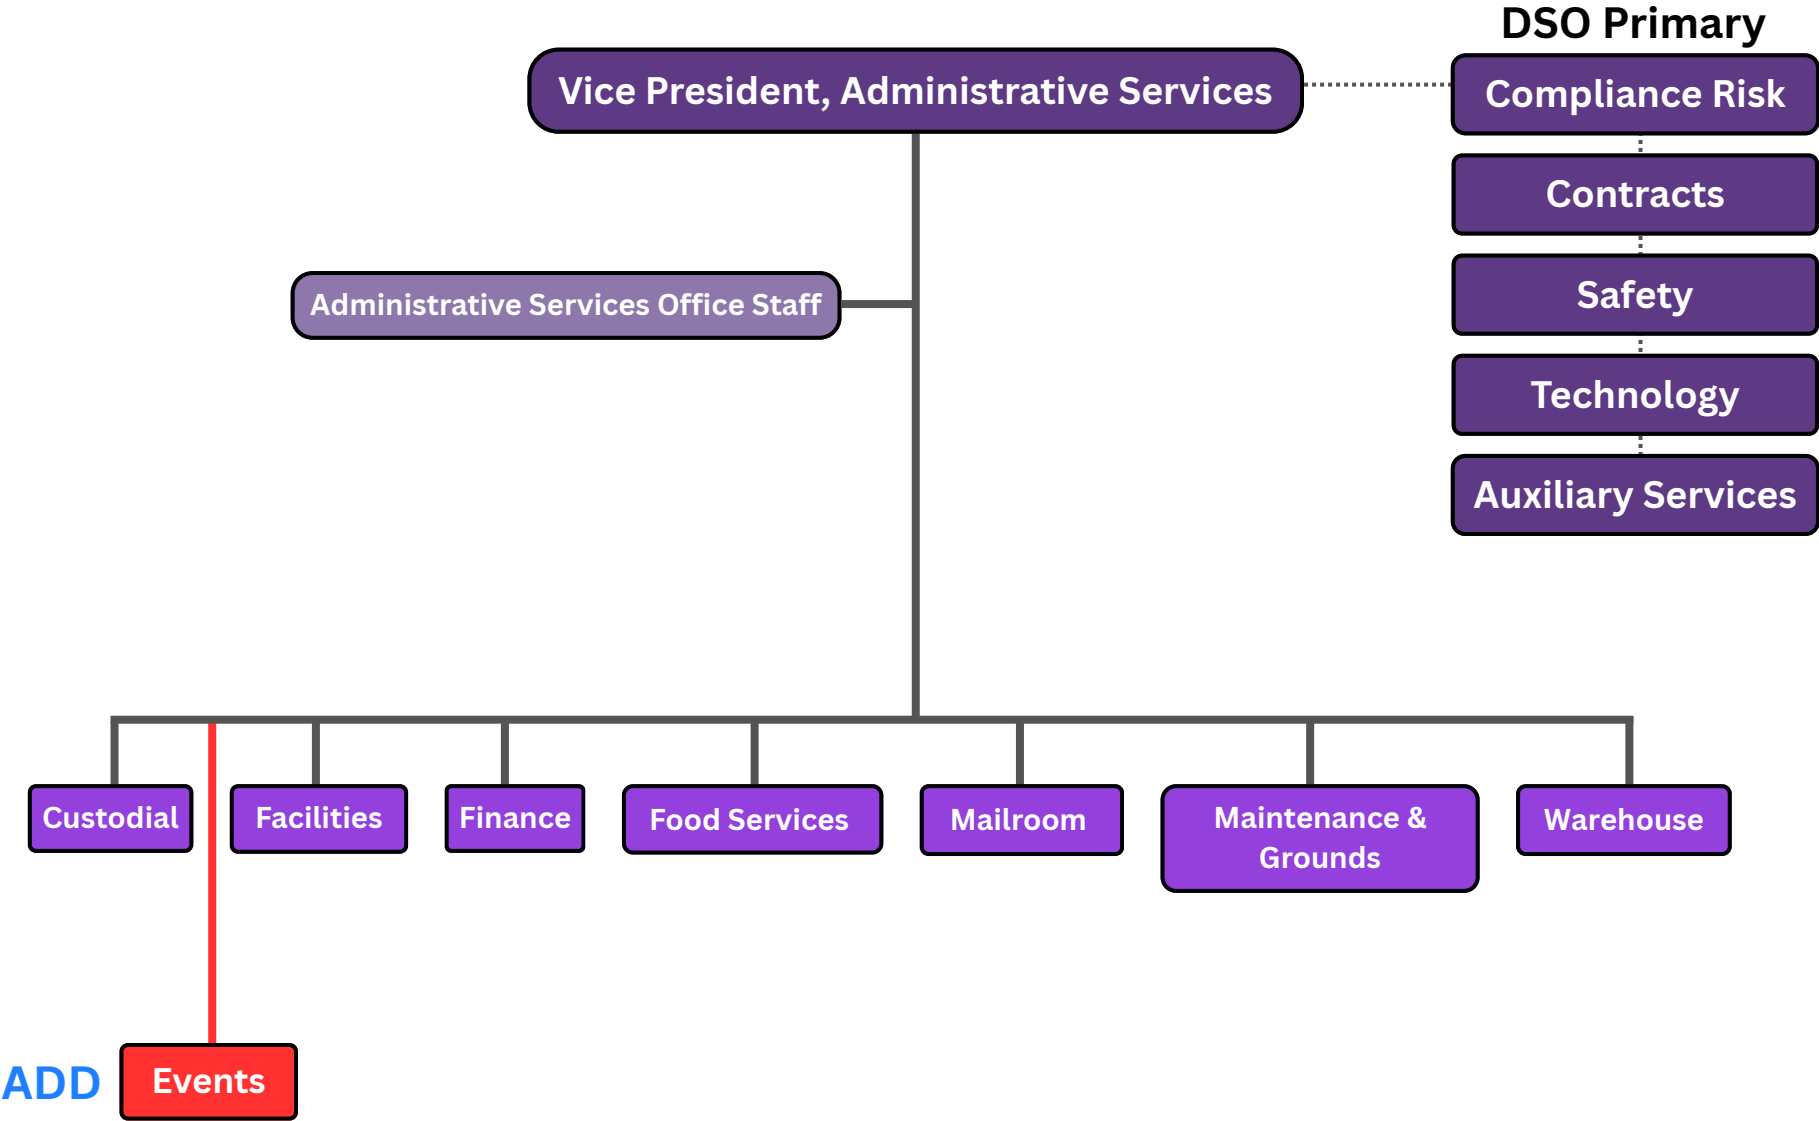 DSO Primary
Vice President, Administrative Services
Compliance Risk
Contracts
Safety
Technology
Auxiliary Services
Administrative Services Office Staff
Custodial
Facilities
Finance
Food Services
Mailroom
Maintenance &
Grounds
Warehouse
ADD
Events